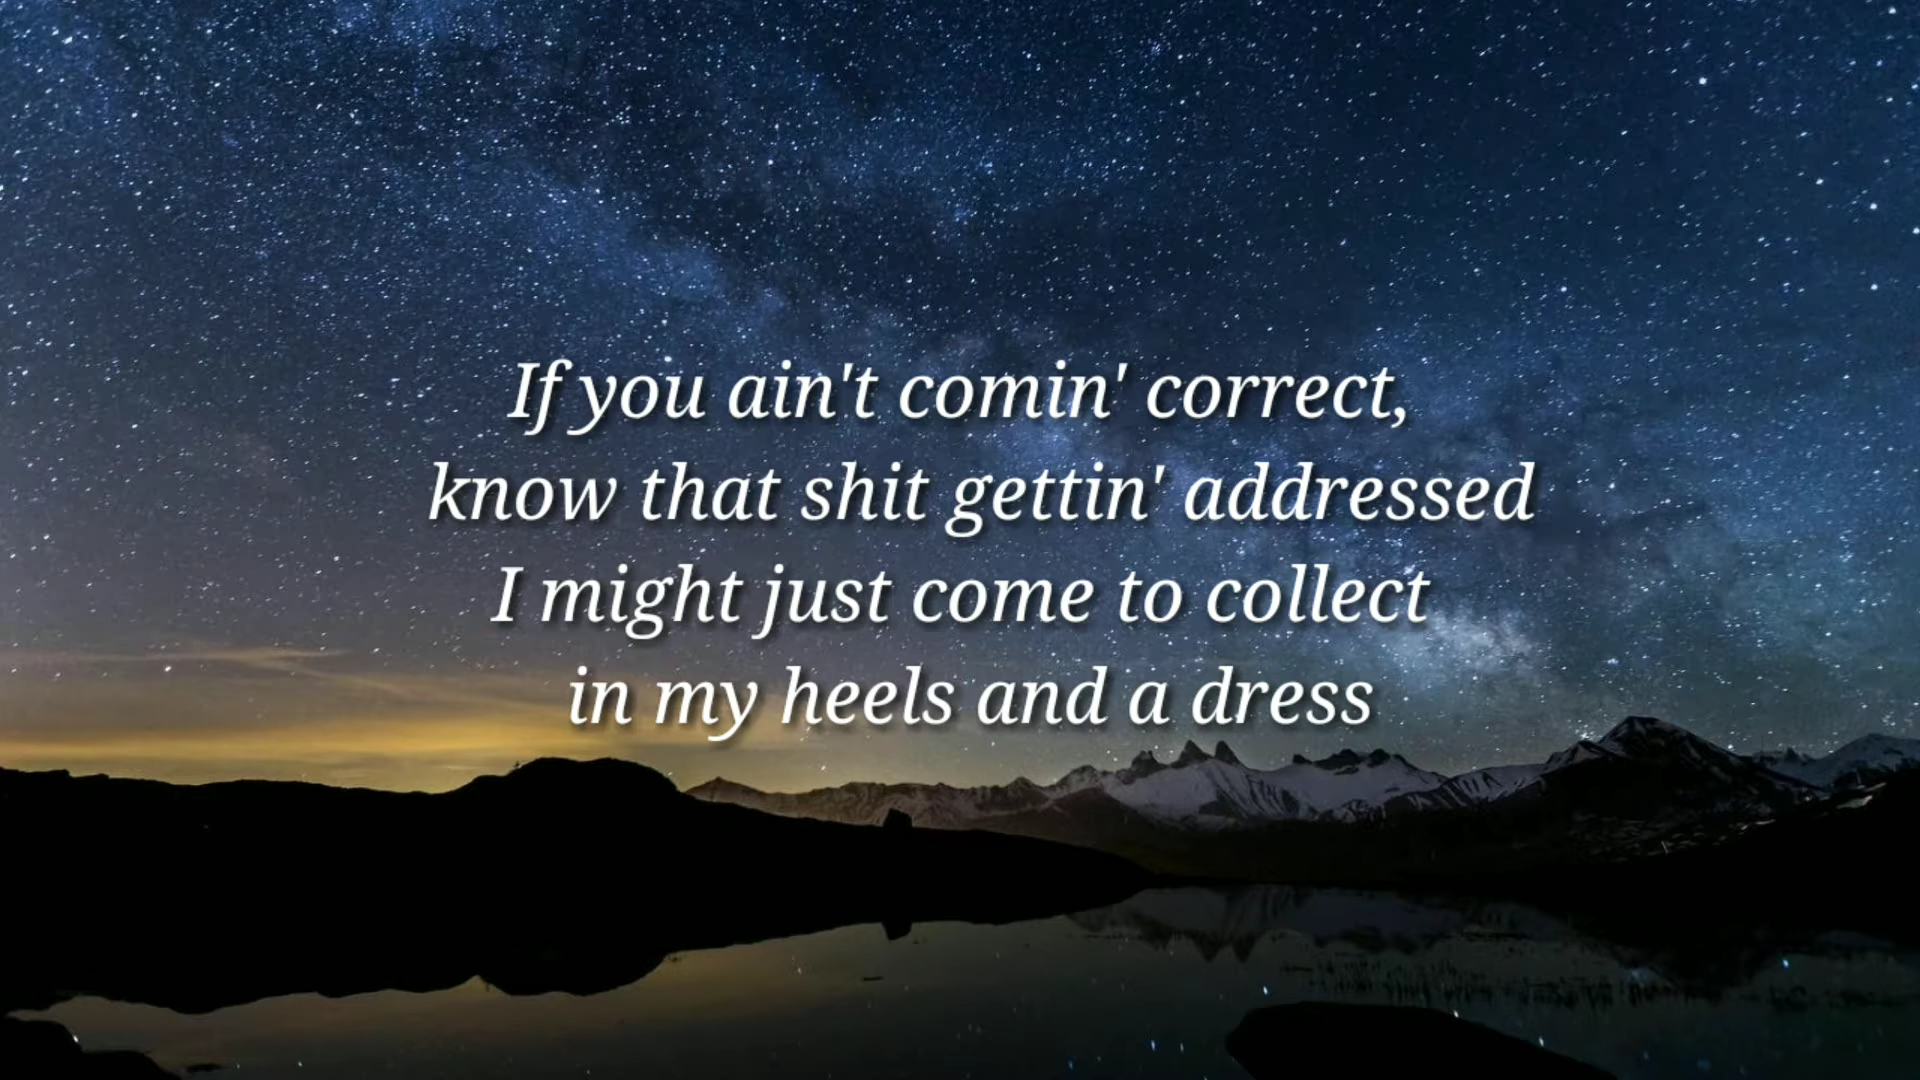 If you ain't comin' correct,
know that shit gettin' addressed
I might just come to collect
in my heels and a dress